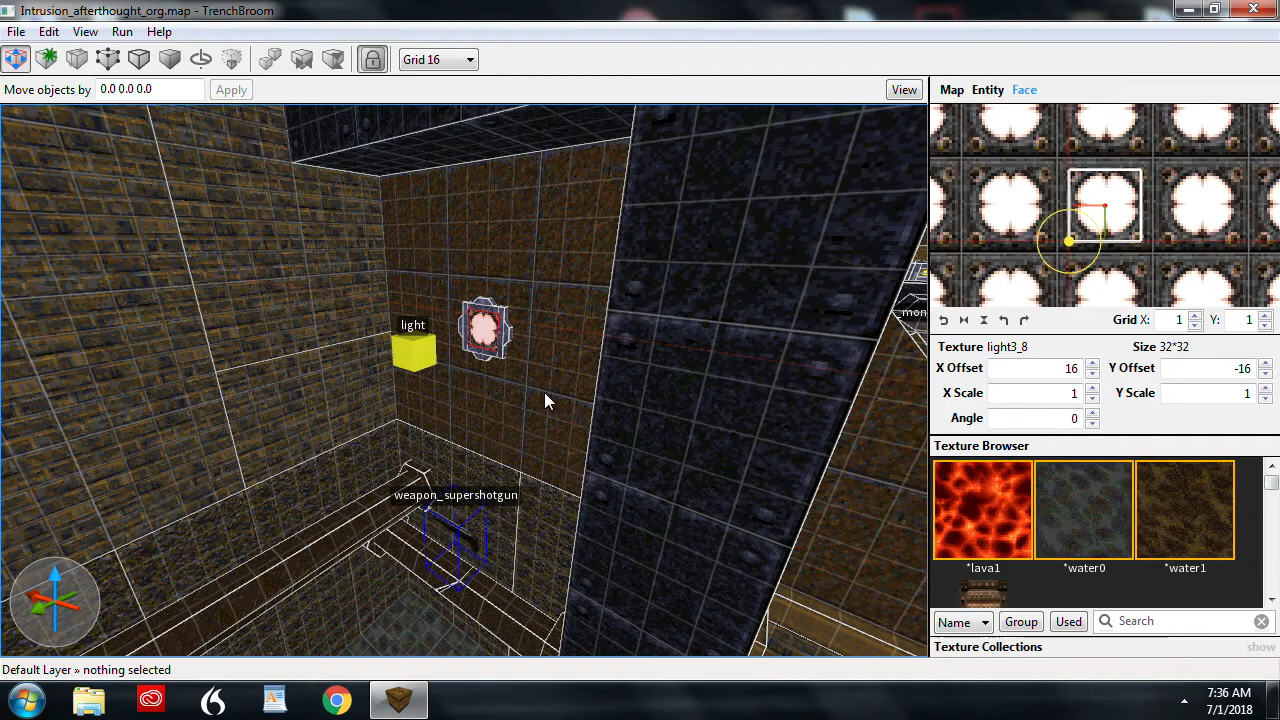 Intrusion_afterthought_org.map - TrenchBroom
File Edit View Run Help
Grid 16
Move objects by 0.0 0.0 0.0 Apply View
Map Entity Face
light
_mon
weapon_supershotgun
Grid X: 1 Y: 1
Texture light3_8 Size 32*32
X Offset 16 Y Offset -16
X Scale 1 Y Scale 1
Angle 0
Texture Browser
*lava1 *water0 *water1
Name Group Used Search
Texture Collections show
Default Layer » nothing selected
7:36 AM
7/1/2018